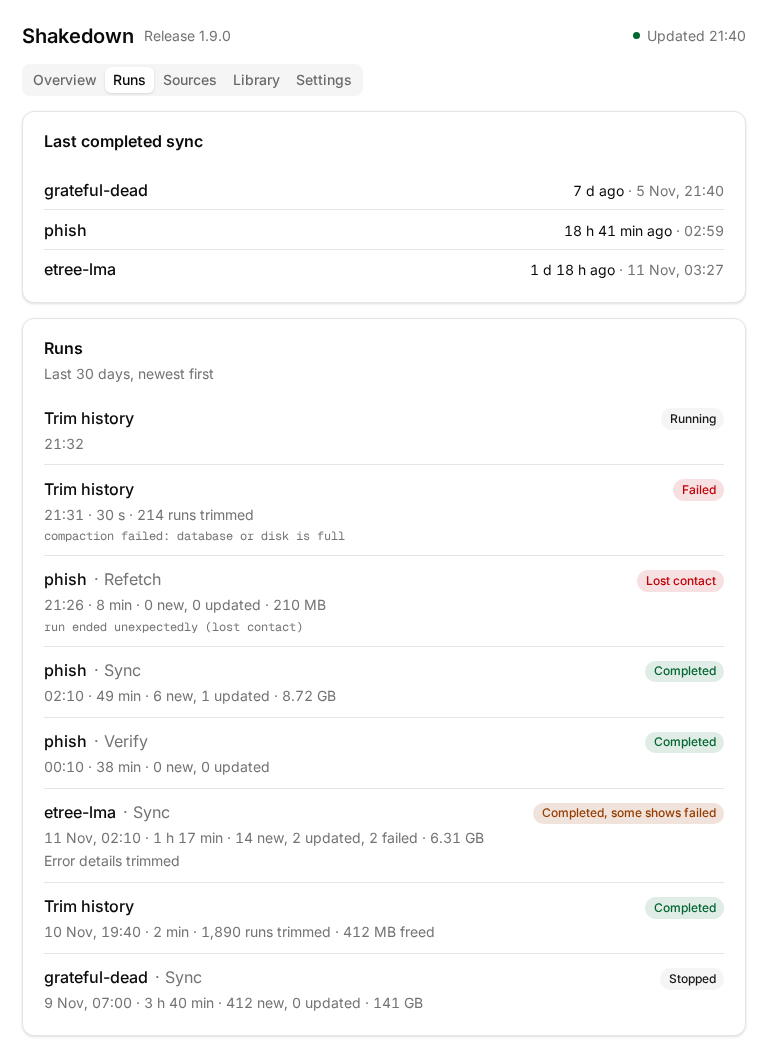 Shakedown Release 1.9.0 Updated 21:40
Overview Runs Sources Library Settings
Last completed sync
grateful-dead 7 d ago · 5 Nov, 21:40
phish 18 h 41 min ago · 02:59
etree-lma 1 d 18 h ago · 11 Nov, 03:27
Runs
Last 30 days, newest first
Trim history Running
21:32
Trim history Failed
21:31 · 30 s · 214 runs trimmed
compaction failed: database or disk is full
phish · Refetch Lost contact
21:26 · 8 min · 0 new, 0 updated · 210 MB
run ended unexpectedly (lost contact)
phish · Sync Completed
02:10 · 49 min · 6 new, 1 updated · 8.72 GB
phish · Verify Completed
00:10 · 38 min · 0 new, 0 updated
etree-lma · Sync Completed, some shows failed
11 Nov, 02:10 · 1 h 17 min · 14 new, 2 updated, 2 failed · 6.31 GB
Error details trimmed
Trim history Completed
10 Nov, 19:40 · 2 min · 1,890 runs trimmed · 412 MB freed
grateful-dead · Sync Stopped
9 Nov, 07:00 · 3 h 40 min · 412 new, 0 updated · 141 GB